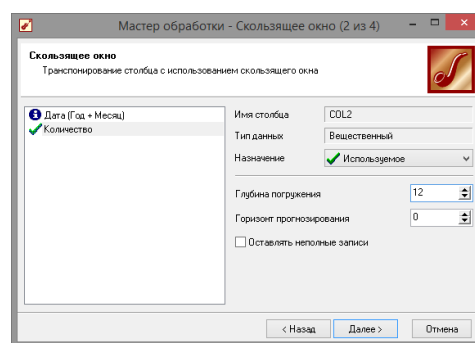 Мастер обработки - Скользящее окно (2 из 4)
Скользящее окно
Транспонирование столбца с использованием скользящего окна
Дата (Год + Месяц)
Количество
Имя столбца COL2
Тип данных Вещественный
Назначение Используемое
Глубина погружения 12
Горизонт прогнозирования 0
Оставлять неполные записи
< Назад Далее > Отмена